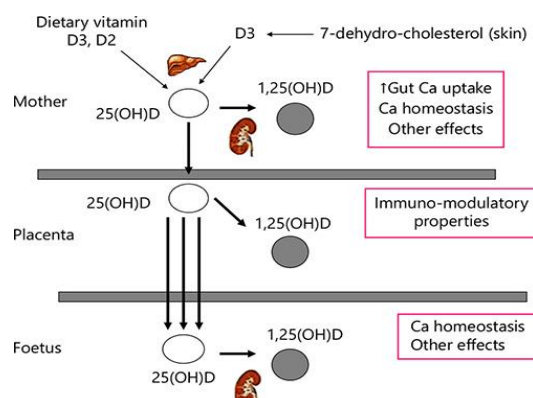 Dietary vitamin
D3, D2
D3
7-dehydro-cholesterol (skin)
Mother
25(OH)D
1,25(OH)D
↑Gut Ca uptake
Ca homeostasis
Other effects
25(OH)D
Placenta
1,25(OH)D
Immuno-modulatory
properties
Foetus
25(OH)D
1,25(OH)D
Ca homeostasis
Other effects